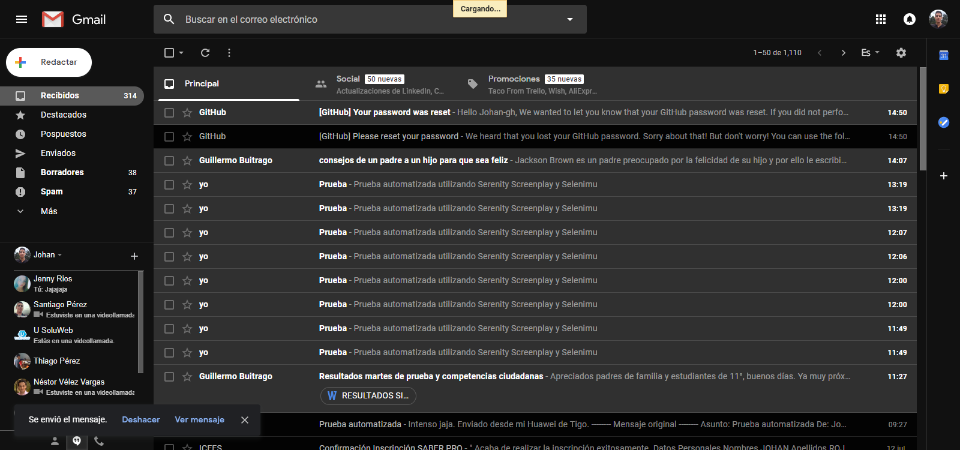 Cargando...
Gmail
Buscar en el correo electrónico
Redactar
1–50 de 1,110
Es
Recibidos 314
Destacados
Pospuestos
Enviados
Borradores 38
Spam 37
Más
Principal
Social 50 nuevas
Actualizaciones de LinkedIn, C...
Promociones 35 nuevas
Taco From Trello, Wish, AliExpr...
GitHub [GitHub] Your password was reset - Hello Johan-gh, We wanted to let you know that your GitHub password was reset. If you did not perfo... 14:50
GitHub [GitHub] Please reset your password - We heard that you lost your GitHub password. Sorry about that! But don't worry! You can use the fol... 14:50
Guillermo Buitrago consejos de un padre a un hijo para que sea feliz - Jackson Brown es un padre preocupado por la felicidad de su hijo y por ello le escribi... 14:07
yo Prueba - Prueba automatizada utilizando Serenity Screenplay y Selenimu 13:19
yo Prueba - Prueba automatizada utilizando Serenity Screenplay y Selenimu 13:19
yo Prueba - Prueba automatizada utilizando Serenity Screenplay y Selenimu 12:07
yo Prueba - Prueba automatizada utilizando Serenity Screenplay y Selenimu 12:06
yo Prueba - Prueba automatizada utilizando Serenity Screenplay y Selenimu 12:00
yo Prueba - Prueba automatizada utilizando Serenity Screenplay y Selenimu 12:00
yo Prueba - Prueba automatizada utilizando Serenity Screenplay y Selenimu 11:49
yo Prueba - Prueba automatizada utilizando Serenity Screenplay y Selenimu 11:49
Guillermo Buitrago Resultados martes de prueba y competencias ciudadanas - Apreciados padres de familia y estudiantes de 11°, buenos días. Ya muy próx... 11:27
W RESULTADOS SI...
Prueba automatizada - Intenso jaja. Enviado desde mi Huawei de Tigo. -------- Mensaje original -------- Asunto: Prueba automatizada De: Jo... 09:27
ICFES Confirmación Inscripción SABER PRO - " Acaba de realizar la inscripción exitosamente. Datos Personales Nombres JOHAN Apellidos 12 jul.
Johan
Jenny Ríos
Tú: Jajajaja
Santiago Pérez
Estuviste en una videollamada
U SoluWeb
Estás en una videollamada.
Thiago Pérez
Néstor Vélez Vargas
Estuviste en una videollamada
Se envió el mensaje. Deshacer Ver mensaje